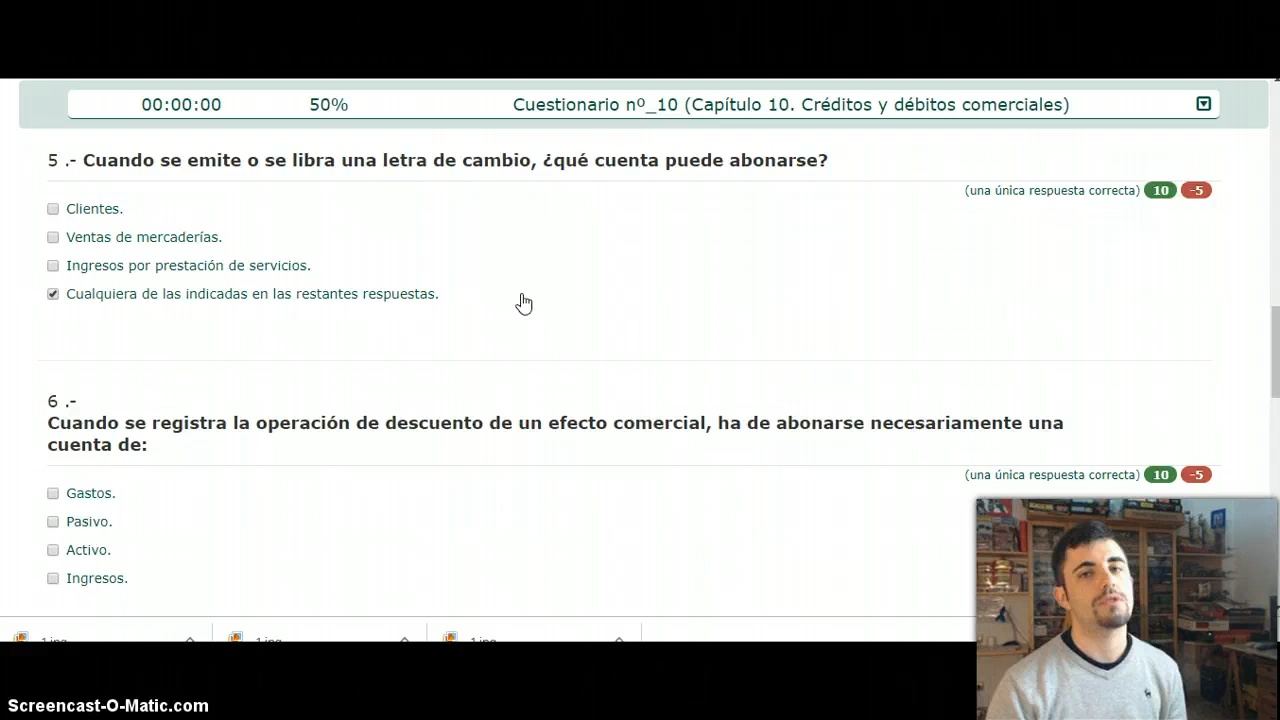 00:00:00 50% Cuestionario nº_10 (Capítulo 10. Créditos y débitos comerciales)
5 .- Cuando se emite o se libra una letra de cambio, ¿qué cuenta puede abonarse?
(una única respuesta correcta) 10 -5
Clientes.
Ventas de mercaderías.
Ingresos por prestación de servicios.
Cualquiera de las indicadas en las restantes respuestas.
6 .-
Cuando se registra la operación de descuento de un efecto comercial, ha de abonarse necesariamente una
cuenta de:
(una única respuesta correcta) 10 -5
Gastos.
Pasivo.
Activo.
Ingresos.
Screencast-O-Matic.com